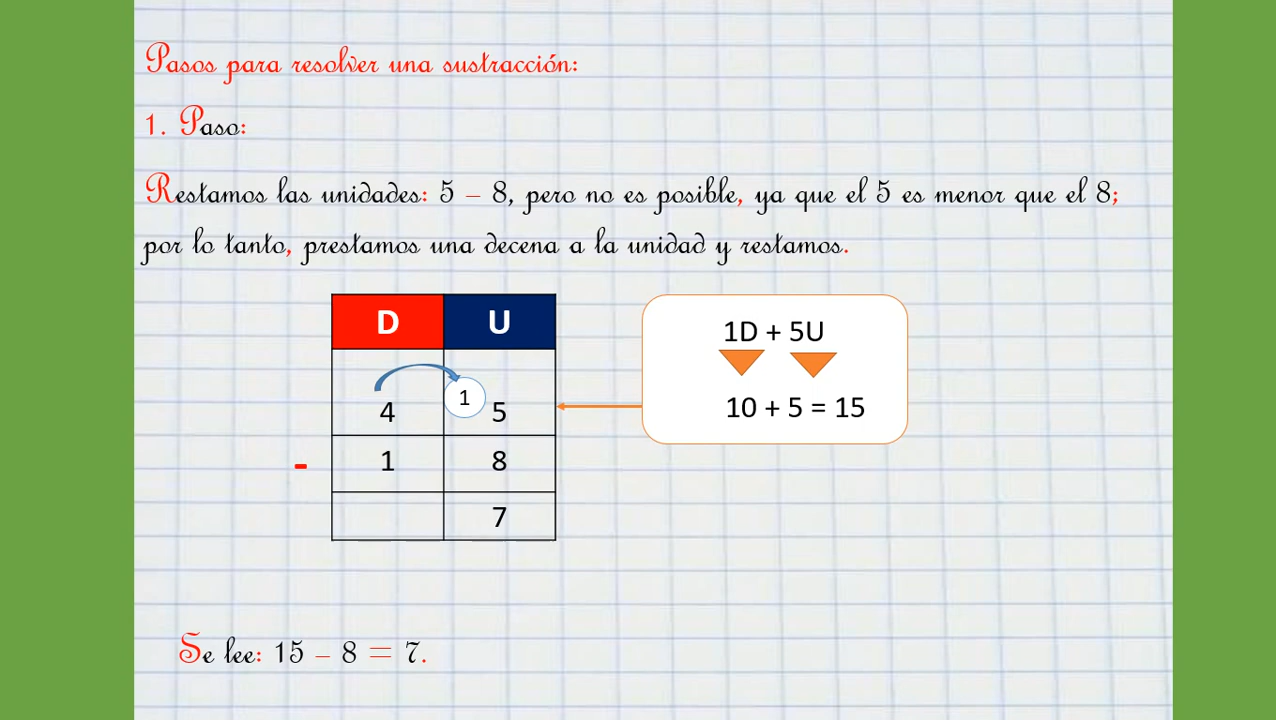 Pasos para resolver una sustracción:
1. Paso:
Restamos las unidades: 5 – 8, pero no es posible, ya que el 5 es menor que el 8;
por lo tanto, prestamos una decena a la unidad y restamos.
D U
1D + 5U
4 1 5
10 + 5 = 15
- 1 8
7
Se lee: 15 – 8 = 7.